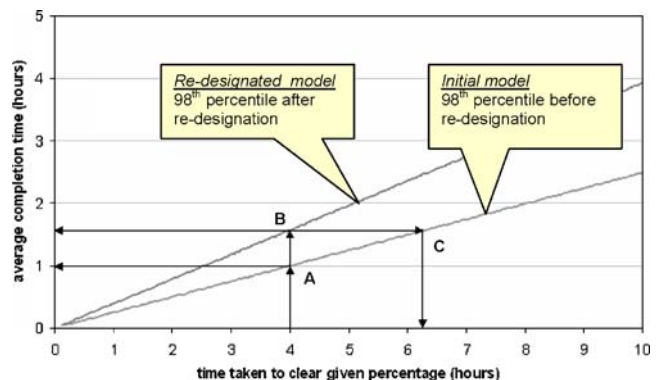 5
4
3
2
1
0
average completion time (hours)
Re-designated model
98th percentile after
re-designation
Initial model
98th percentile before
re-designation
B
C
A
0 1 2 3 4 5 6 7 8 9 10
time taken to clear given percentage (hours)